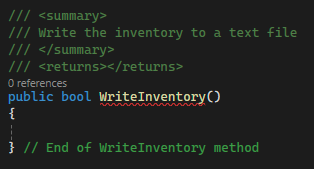 /// <summary>
/// Write the inventory to a text file
/// </summary>
/// <returns></returns>
0 references
public bool WriteInventory()
{
} // End of WriteInventory method